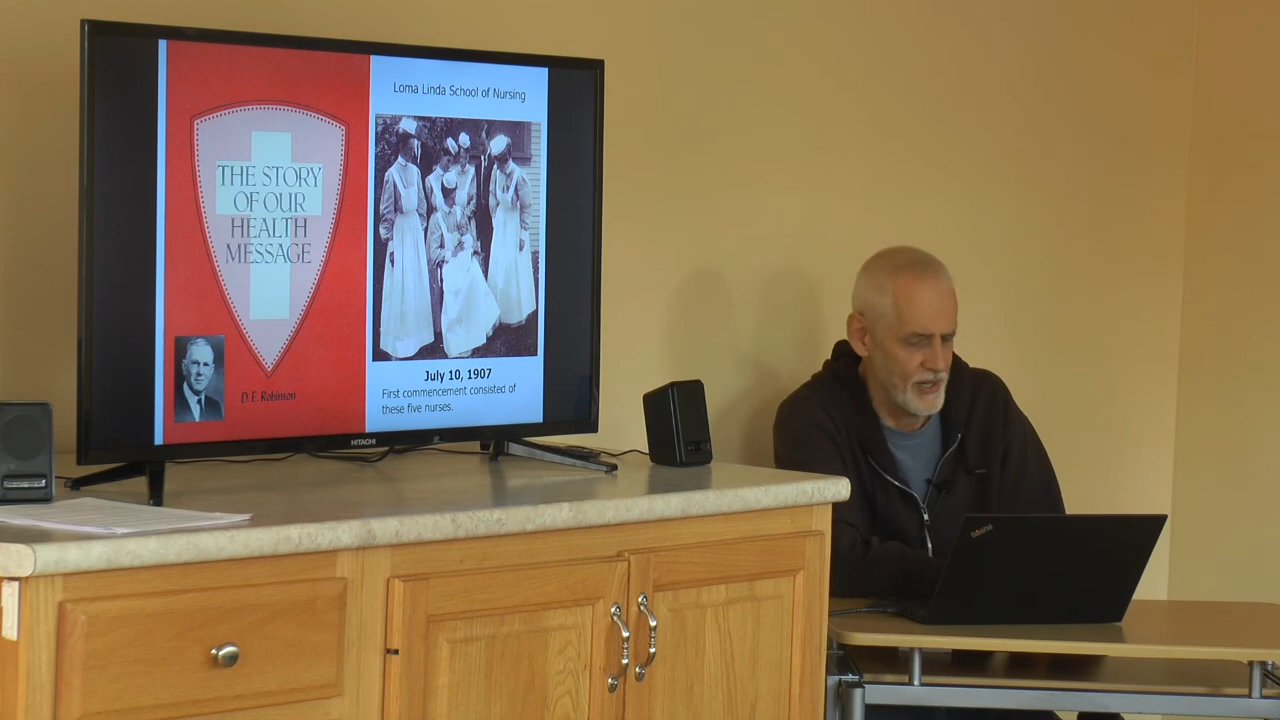 THE STORY
OF OUR
HEALTH
MESSAGE
D. E. Robinson
Loma Linda School of Nursing
July 10, 1907
First commencement consisted of
these five nurses.
HITACHI
ThinkPad